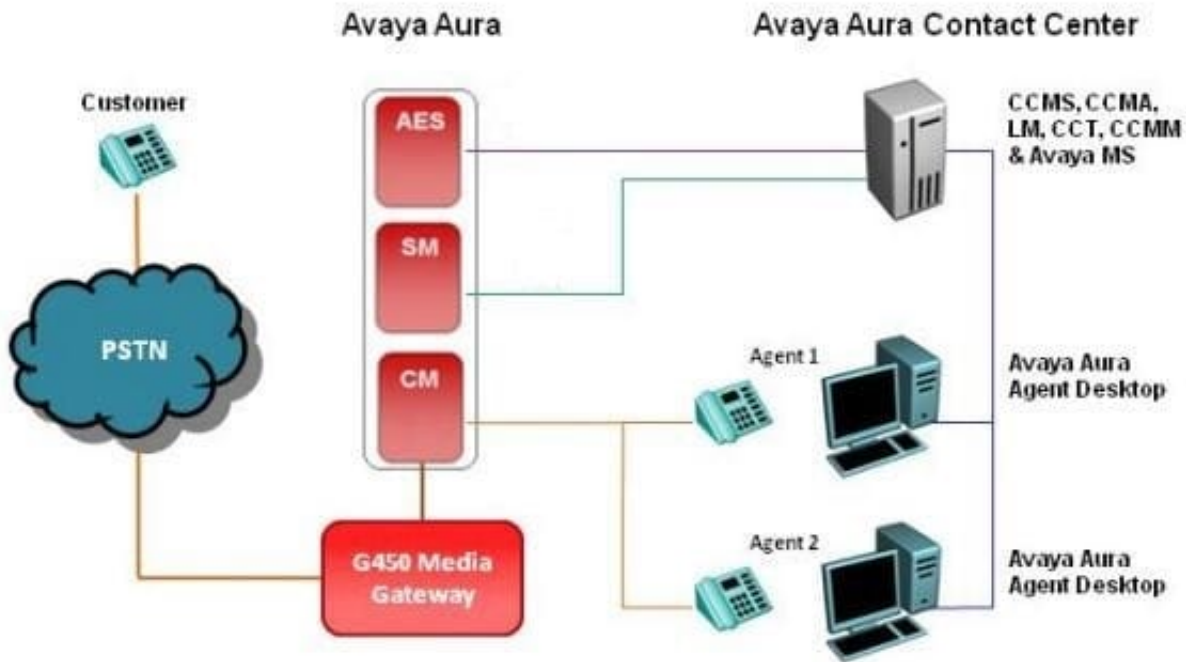 Avaya Aura
Avaya Aura Contact Center
Customer
AES
CCMS, CCMA,
LM, CCT, CCMM
& Avaya MS
SM
PSTN
CM
Agent 1
Avaya Aura
Agent Desktop
G450 Media
Gateway
Agent 2
Avaya Aura
Agent Desktop